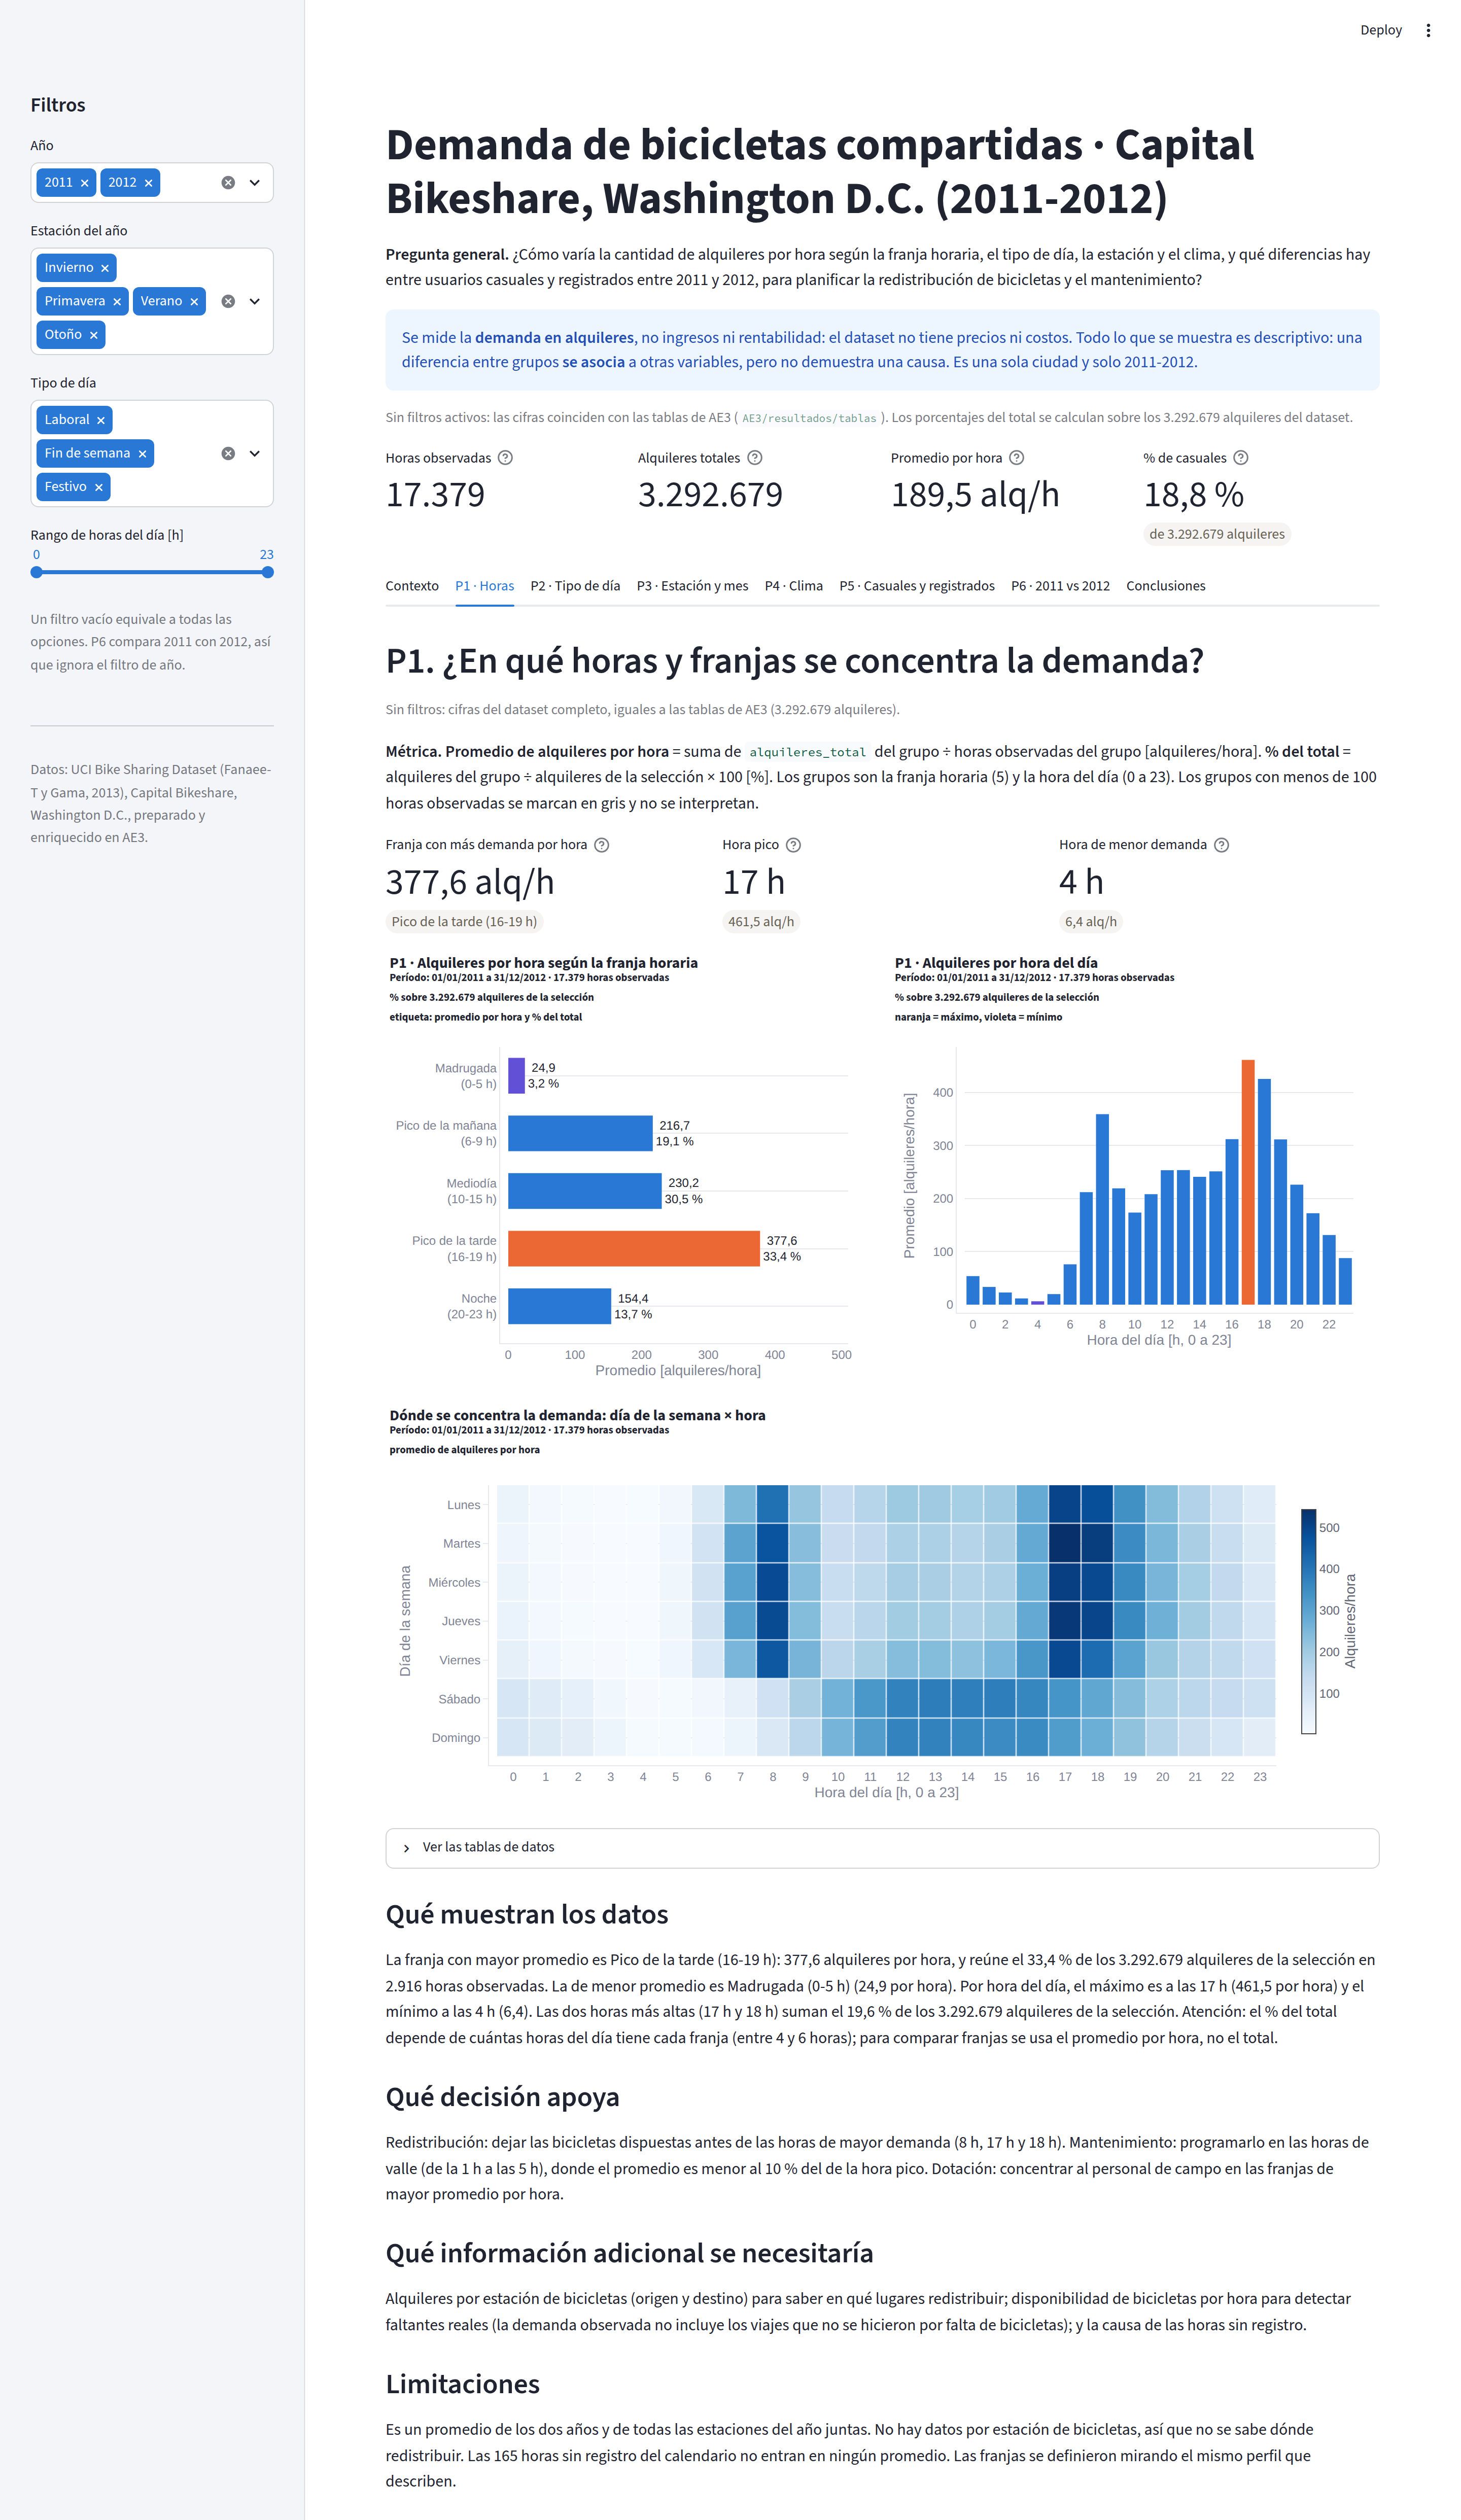 Deploy
Filtros
Año
2011 × 2012 ×
Estación del año
Invierno ×
Primavera × Verano ×
Otoño ×
Tipo de día
Laboral ×
Fin de semana ×
Festivo ×
Rango de horas del día [h]
0 23
Un filtro vacío equivale a todas las
opciones. P6 compara 2011 con 2012, así
que ignora el filtro de año.
Datos: UCI Bike Sharing Dataset (Fanaee-
T y Gama, 2013), Capital Bikeshare,
Washington D.C., preparado y
enriquecido en AE3.
Demanda de bicicletas compartidas · Capital
Bikeshare, Washington D.C. (2011-2012)
Pregunta general. ¿Cómo varía la cantidad de alquileres por hora según la franja horaria, el tipo de día, la estación y el clima, y qué diferencias hay
entre usuarios casuales y registrados entre 2011 y 2012, para planificar la redistribución de bicicletas y el mantenimiento?
Se mide la demanda en alquileres, no ingresos ni rentabilidad: el dataset no tiene precios ni costos. Todo lo que se muestra es descriptivo: una
diferencia entre grupos se asocia a otras variables, pero no demuestra una causa. Es una sola ciudad y solo 2011-2012.
Sin filtros activos: las cifras coinciden con las tablas de AE3 ( AE3/resultados/tablas ). Los porcentajes del total se calculan sobre los 3.292.679 alquileres del dataset.
Horas observadas
17.379
Alquileres totales
3.292.679
Promedio por hora
189,5 alq/h
% de casuales
18,8 %
de 3.292.679 alquileres
Contexto P1 · Horas P2 · Tipo de día P3 · Estación y mes P4 · Clima P5 · Casuales y registrados P6 · 2011 vs 2012 Conclusiones
P1. ¿En qué horas y franjas se concentra la demanda?
Sin filtros: cifras del dataset completo, iguales a las tablas de AE3 (3.292.679 alquileres).
Métrica. Promedio de alquileres por hora = suma de alquileres_total del grupo ÷ horas observadas del grupo [alquileres/hora]. % del total =
alquileres del grupo ÷ alquileres de la selección × 100 [%]. Los grupos son la franja horaria (5) y la hora del día (0 a 23). Los grupos con menos de 100
horas observadas se marcan en gris y no se interpretan.
Franja con más demanda por hora
377,6 alq/h
Pico de la tarde (16-19 h)
Hora pico
17 h
461,5 alq/h
Hora de menor demanda
4 h
6,4 alq/h
P1 · Alquileres por hora según la franja horaria
Período: 01/01/2011 a 31/12/2012 · 17.379 horas observadas
% sobre 3.292.679 alquileres de la selección
etiqueta: promedio por hora y % del total
Madrugada
(0-5 h)
24,9
3,2 %
Pico de la mañana
(6-9 h)
216,7
19,1 %
Mediodía
(10-15 h)
230,2
30,5 %
Pico de la tarde
(16-19 h)
377,6
33,4 %
Noche
(20-23 h)
154,4
13,7 %
0 100 200 300 400 500
Promedio [alquileres/hora]
P1 · Alquileres por hora del día
Período: 01/01/2011 a 31/12/2012 · 17.379 horas observadas
% sobre 3.292.679 alquileres de la selección
naranja = máximo, violeta = mínimo
Promedio [alquileres/hora]
400
300
200
100
0
0 2 4 6 8 10 12 14 16 18 20 22
Hora del día [h, 0 a 23]
Dónde se concentra la demanda: día de la semana × hora
Período: 01/01/2011 a 31/12/2012 · 17.379 horas observadas
promedio de alquileres por hora
Día de la semana
Lunes
Martes
Miércoles
Jueves
Viernes
Sábado
Domingo
0 1 2 3 4 5 6 7 8 9 10 11 12 13 14 15 16 17 18 19 20 21 22 23
Hora del día [h, 0 a 23]
500
400
300
200
100
Alquileres/hora
Ver las tablas de datos
Qué muestran los datos
La franja con mayor promedio es Pico de la tarde (16-19 h): 377,6 alquileres por hora, y reúne el 33,4 % de los 3.292.679 alquileres de la selección en
2.916 horas observadas. La de menor promedio es Madrugada (0-5 h) (24,9 por hora). Por hora del día, el máximo es a las 17 h (461,5 por hora) y el
mínimo a las 4 h (6,4). Las dos horas más altas (17 h y 18 h) suman el 19,6 % de los 3.292.679 alquileres de la selección. Atención: el % del total
depende de cuántas horas del día tiene cada franja (entre 4 y 6 horas); para comparar franjas se usa el promedio por hora, no el total.
Qué decisión apoya
Redistribución: dejar las bicicletas dispuestas antes de las horas de mayor demanda (8 h, 17 h y 18 h). Mantenimiento: programarlo en las horas de
valle (de la 1 h a las 5 h), donde el promedio es menor al 10 % del de la hora pico. Dotación: concentrar al personal de campo en las franjas de
mayor promedio por hora.
Qué información adicional se necesitaría
Alquileres por estación de bicicletas (origen y destino) para saber en qué lugares redistribuir; disponibilidad de bicicletas por hora para detectar
faltantes reales (la demanda observada no incluye los viajes que no se hicieron por falta de bicicletas); y la causa de las horas sin registro.
Limitaciones
Es un promedio de los dos años y de todas las estaciones del año juntas. No hay datos por estación de bicicletas, así que no se sabe dónde
redistribuir. Las 165 horas sin registro del calendario no entran en ningún promedio. Las franjas se definieron mirando el mismo perfil que
describen.